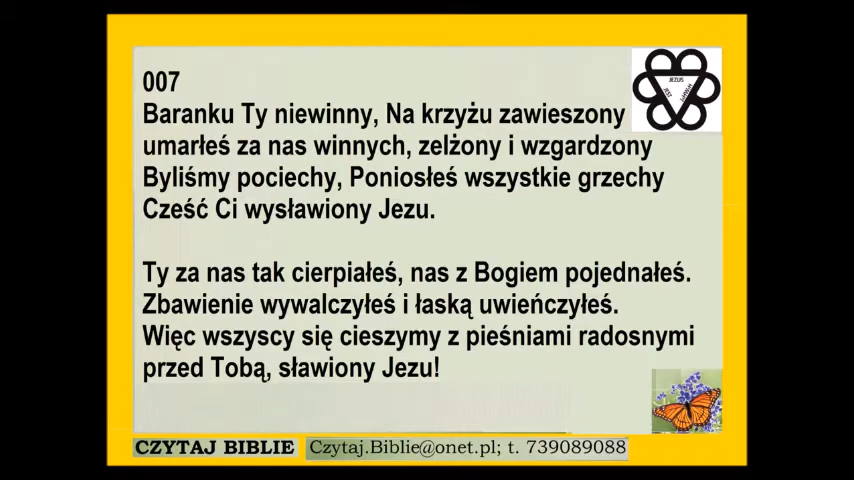 007
Baranku Ty niewinny, Na krzyżu zawieszony
umarłeś za nas winnych, zelżony i wzgardzony
Byliśmy pociechy, Poniosłeś wszystkie grzechy
Cześć Ci wysławiony Jezu.
Ty za nas tak cierpiałeś, nas z Bogiem pojednałeś.
Zbawienie wywalczyłeś i łaską uwieńczyłeś.
Więc wszyscy się cieszymy z pieśniami radosnymi
przed Tobą, sławiony Jezu!
JEZUS
JEST
CZYTAJ BIBLIE
Czytaj.Biblie@onet.pl; t. 739089088